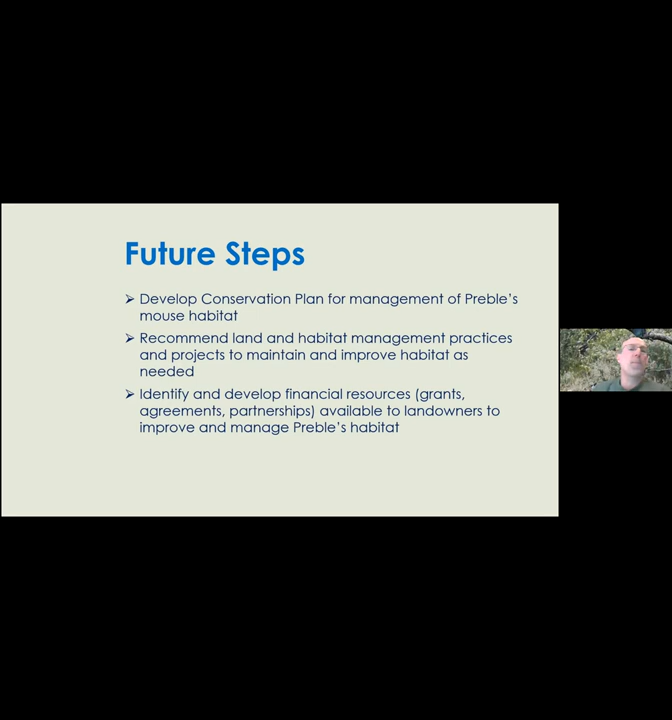 Future Steps
➢ Develop Conservation Plan for management of Preble's
mouse habitat
➢ Recommend land and habitat management practices
and projects to maintain and improve habitat as
needed
➢ Identify and develop financial resources (grants,
agreements, partnerships) available to landowners to
improve and manage Preble's habitat